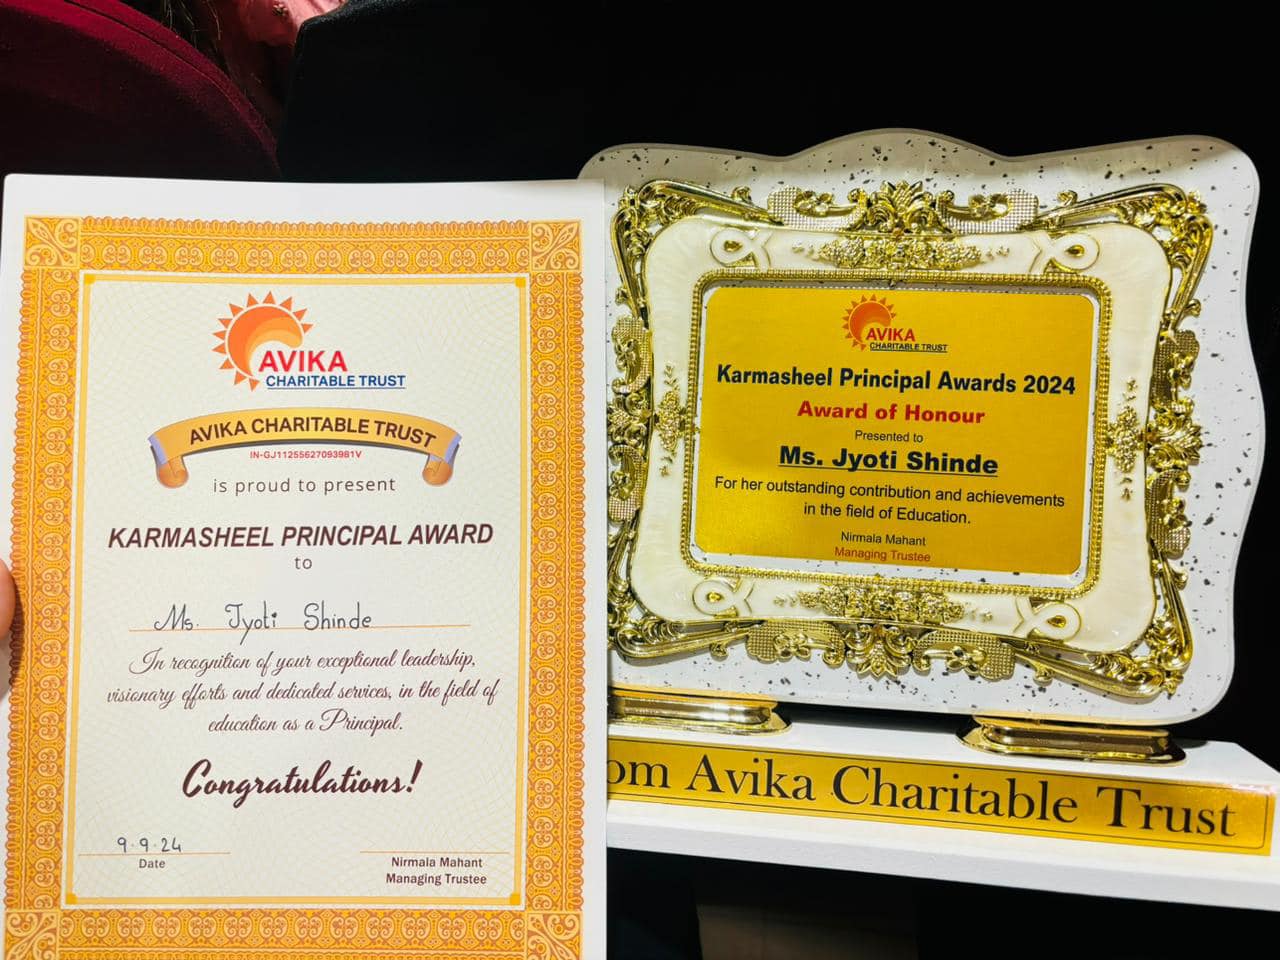 AVIKA
CHARITABLE TRUST
AVIKA CHARITABLE TRUST
IN-GJ11255627093981V
is proud to present
KARMASHEEL PRINCIPAL AWARD
to
Ms. Jyoti Shinde
In recognition of your exceptional leadership,
visionary efforts and dedicated services, in the field of
education as a Principal.
Congratulations!
9.9.24
Date
Nirmala Mahant
Managing Trustee
AVIKA
CHARITABLE TRUST
Karmasheel Principal Awards 2024
Award of Honour
Presented to
Ms. Jyoti Shinde
For her outstanding contribution and achievements
in the field of Education.
Nirmala Mahant
Managing Trustee
om Avika Charitable Trust